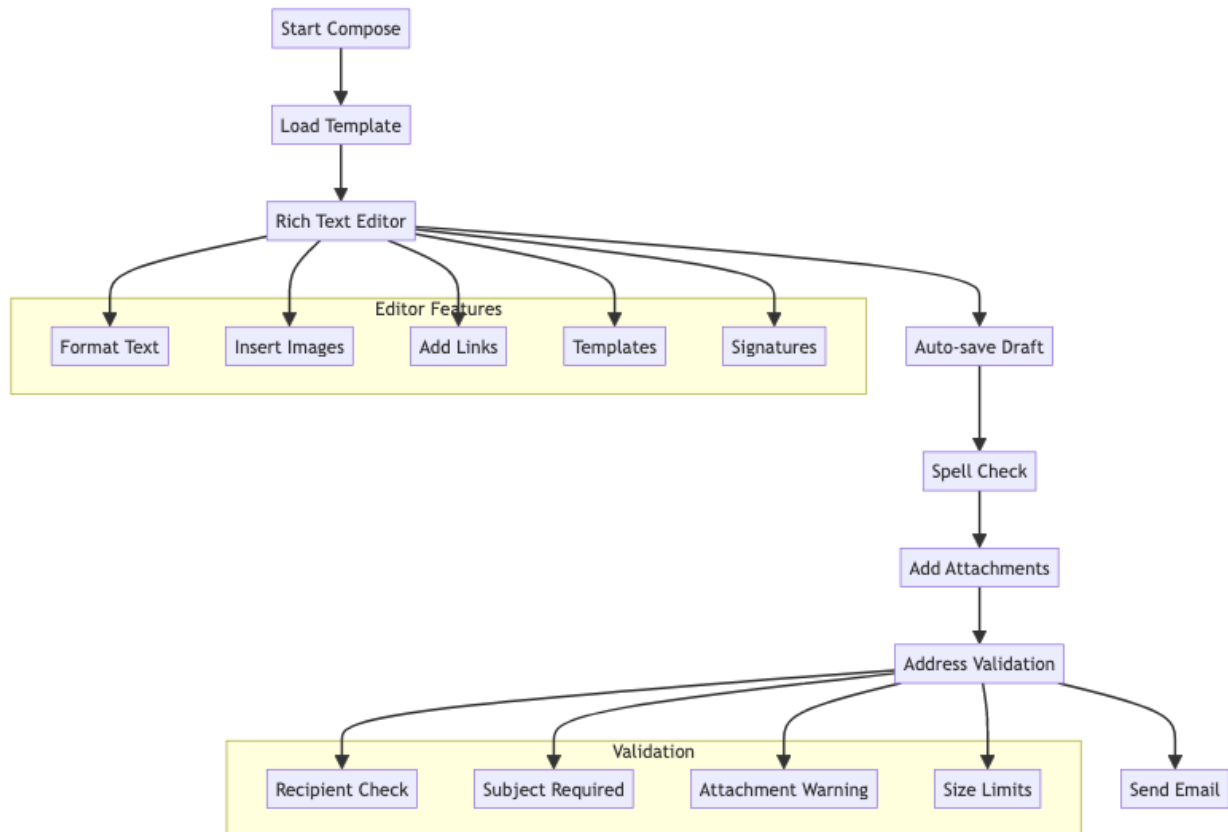 Start Compose
Load Template
Rich Text Editor
Editor Features
Format Text
Insert Images
Add Links
Templates
Signatures
Auto-save Draft
Spell Check
Add Attachments
Address Validation
Validation
Recipient Check
Subject Required
Attachment Warning
Size Limits
Send Email